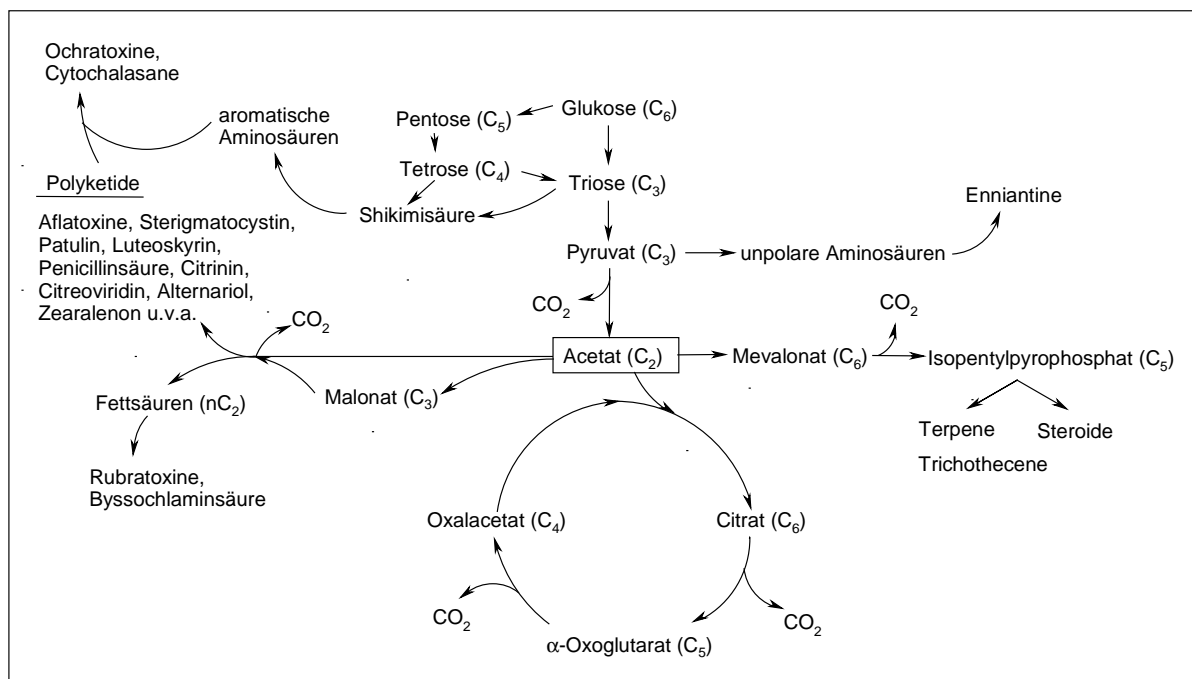 Ochratoxine,
Cytochalasane
aromatische
Aminosäuren
Pentose (C5)
Glukose (C6)
Polyketide
Tetrose (C4)
Triose (C3)
Shikimisäure
Enniantine
Aflatoxine, Sterigmatocystin,
Patulin, Luteoskyrin,
Penicillinsäure, Citrinin,
Citreoviridin, Alternariol,
Zearalenon u.v.a.
Pyruvat (C3)
unpolare Aminosäuren
CO2
CO2
CO2
Acetat (C2)
Mevalonat (C6)
Isopentylpyrophosphat (C5)
Fettsäuren (nC2)
Malonat (C3)
Terpene
Steroide
Trichothecene
Rubratoxine,
Byssochlaminsäure
Oxalacetat (C4)
Citrat (C6)
CO2
CO2
α-Oxoglutarat (C5)